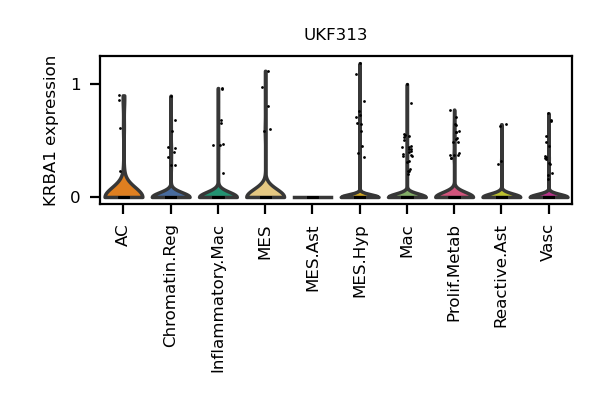 UKF313
KRBA1 expression
1
0
AC
Chromatin.Reg
Inflammatory.Mac
MES
MES.Ast
MES.Hyp
Mac
Prolif.Metab
Reactive.Ast
Vasc